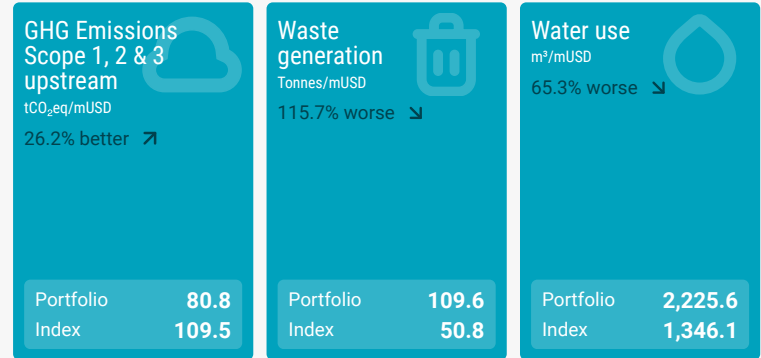 GHG Emissions
Scope 1, 2 & 3
upstream
tCO₂eq/mUSD
26.2% better
Portfolio 80.8
Index 109.5
Waste
generation
Tonnes/mUSD
115.7% worse
Portfolio 109.6
Index 50.8
Water use
m³/mUSD
65.3% worse
Portfolio 2,225.6
Index 1,346.1